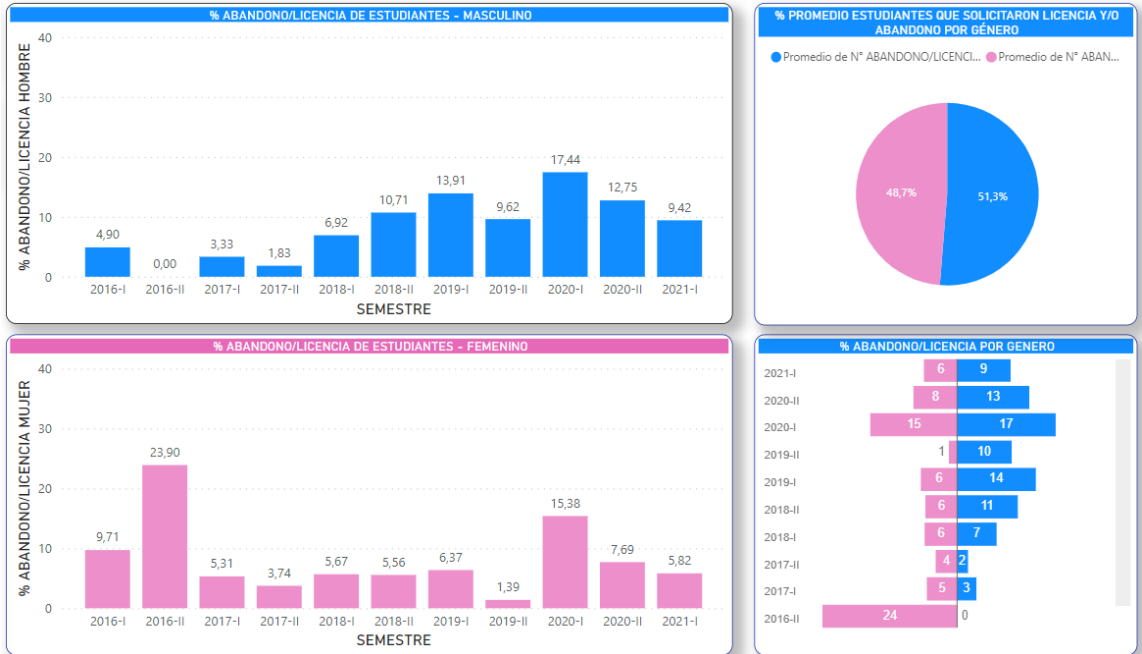 % ABANDONO/LICENCIA DE ESTUDIANTES - MASCULINO
% ABANDONO/LICENCIA HOMBRE
40
30
20
10
0
4,90
0,00
3,33
1,83
6,92
10,71
13,91
9,62
17,44
12,75
9,42
2016-I 2016-II 2017-I 2017-II 2018-I 2018-II 2019-I 2019-II 2020-I 2020-II 2021-I
SEMESTRE
% PROMEDIO ESTUDIANTES QUE SOLICITARON LICENCIA Y/O
ABANDONO POR GÉNERO
Promedio de N° ABANDONO/LICENCI... Promedio de N° ABAN...
48,7%
51,3%
% ABANDONO/LICENCIA DE ESTUDIANTES - FEMENINO
% ABANDONO/LICENCIA MUJER
40
30
20
10
0
9,71
23,90
5,31
3,74
5,67
5,56
6,37
1,39
15,38
7,69
5,82
2016-I 2016-II 2017-I 2017-II 2018-I 2018-II 2019-I 2019-II 2020-I 2020-II 2021-I
SEMESTRE
% ABANDONO/LICENCIA POR GENERO
2021-I 6 9
2020-II 8 13
2020-I 15 17
2019-II 1 10
2019-I 6 14
2018-II 6 11
2018-I 6 7
2017-II 4 2
2017-I 5 3
2016-II 24 0